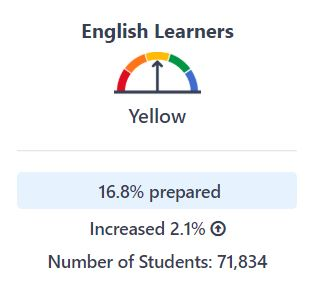 English Learners
Yellow
16.8% prepared
Increased 2.1%
Number of Students: 71,834